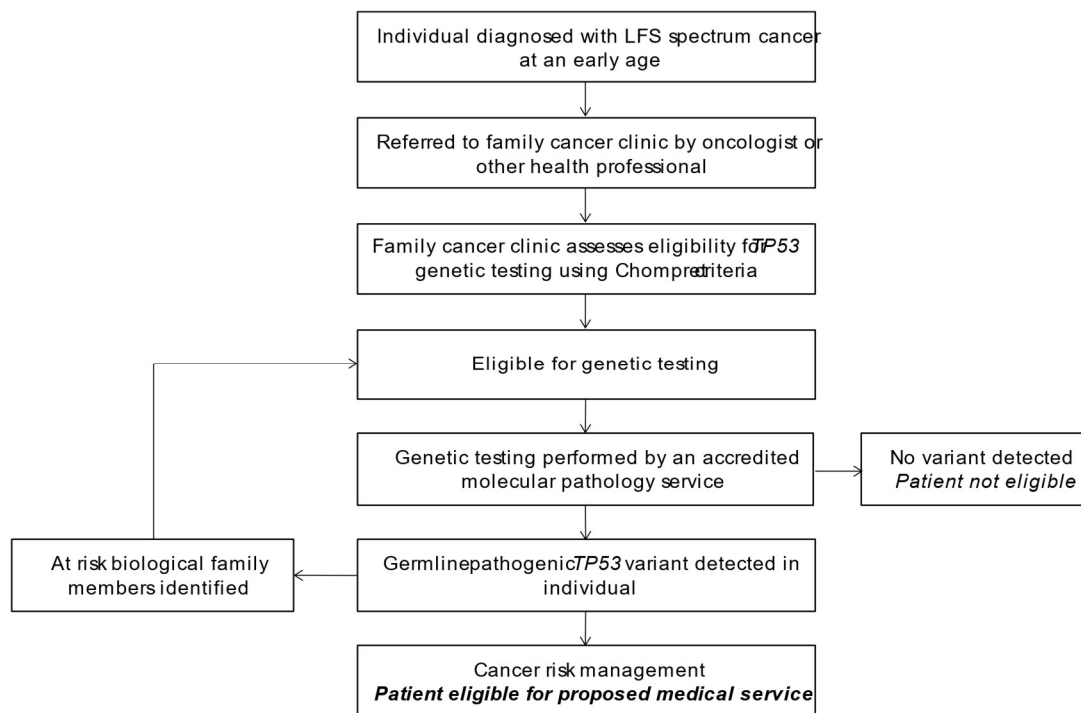 Individual diagnosed with LFS spectrum cancer
at an early age
Referred to family cancer clinic by oncologist or
other health professional
Family cancer clinic assesses eligibility for TP53
genetic testing using Chompret criteria
Eligible for genetic testing
Genetic testing performed by an accredited
molecular pathology service
No variant detected
Patient not eligible
At risk biological family
members identified
Germline pathogenic TP53 variant detected in
individual
Cancer risk management
Patient eligible for proposed medical service